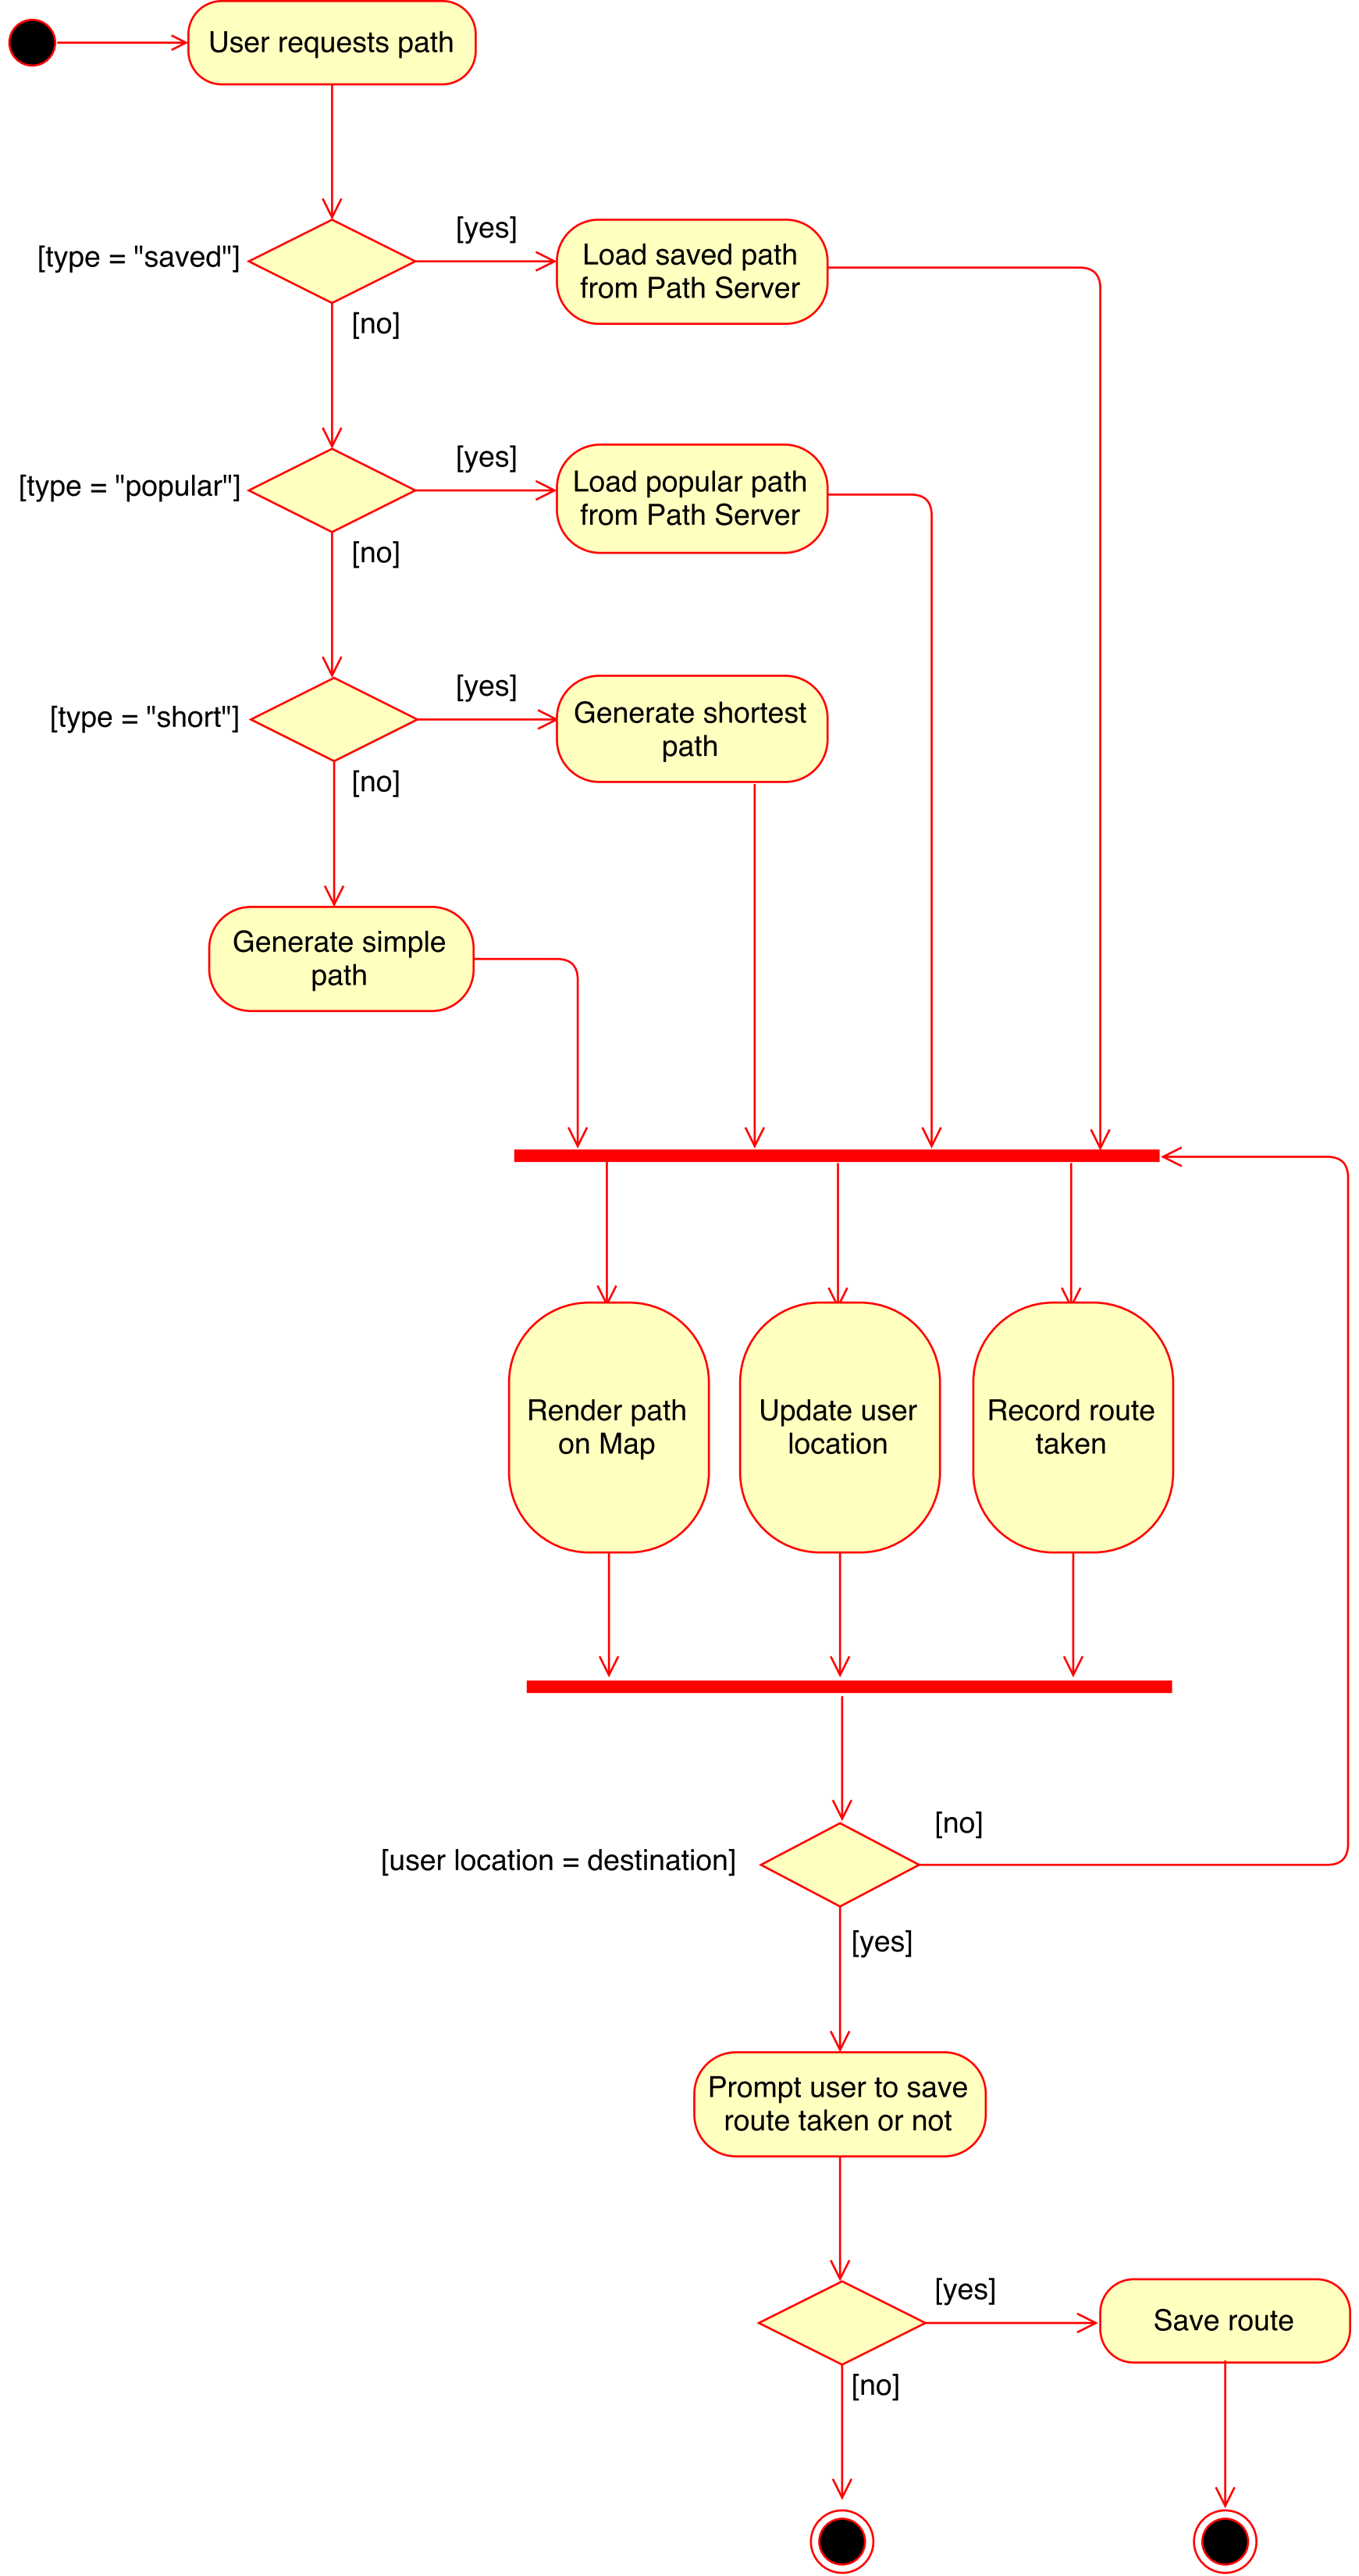 User requests path
[type = "saved"]
[yes]
Load saved path
from Path Server
[no]
[type = "popular"]
[yes]
Load popular path
from Path Server
[no]
[type = "short"]
[yes]
Generate shortest
path
[no]
Generate simple
path
Render path
on Map
Update user
location
Record route
taken
[user location = destination]
[no]
[yes]
Prompt user to save
route taken or not
[yes]
Save route
[no]